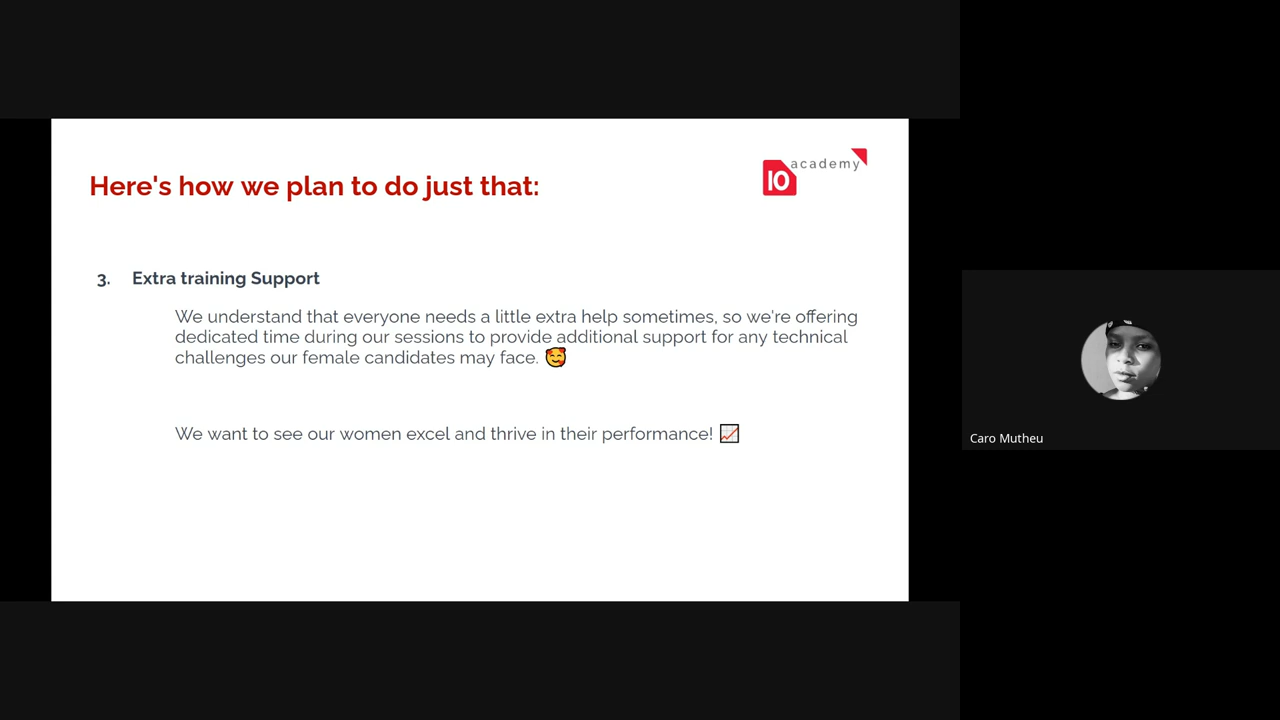 academy
10
Here's how we plan to do just that:
3. Extra training Support
We understand that everyone needs a little extra help sometimes, so we're offering
dedicated time during our sessions to provide additional support for any technical
challenges our female candidates may face. 🥰
We want to see our women excel and thrive in their performance! 📈
Caro Mutheu